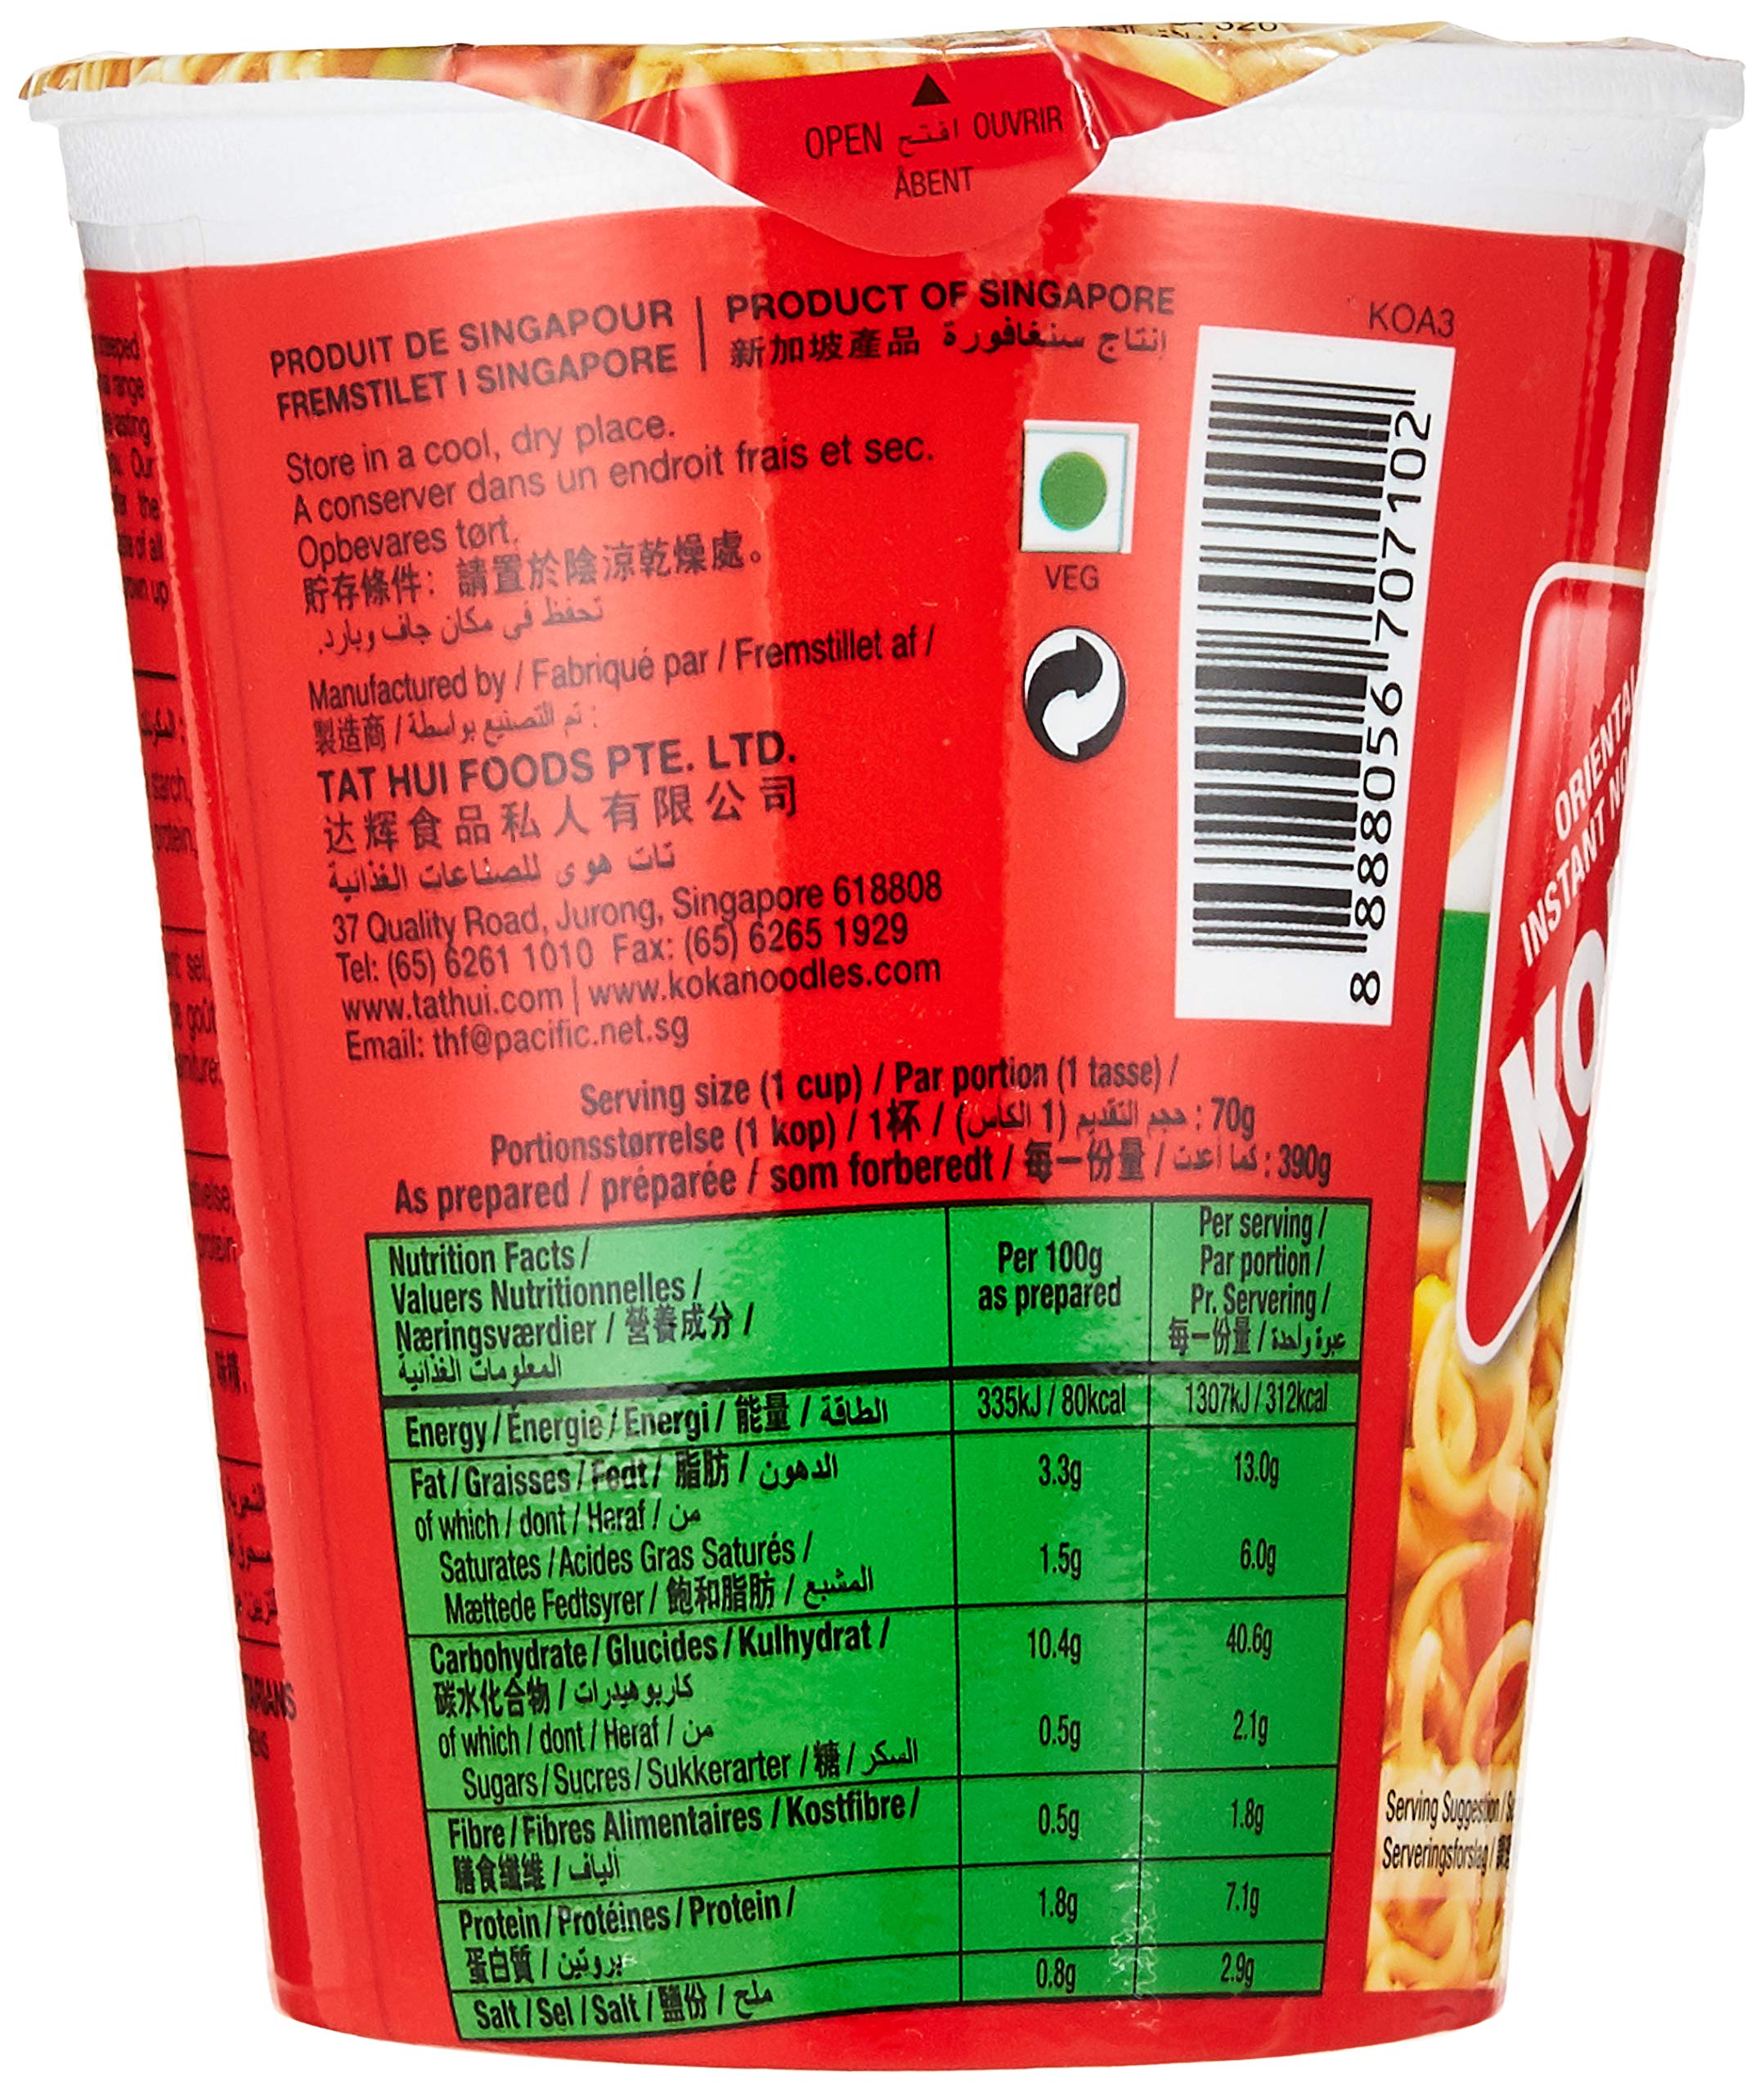 OPEN افتح OUVRIR
ÅBENT
PRODUIT DE SINGAPOUR | PRODUCT OF SINGAPORE
FREMSTILET I SINGAPORE | 新加坡產品 إنتاج سنغافورة
KOA3
Store in a cool, dry place.
A conserver dans un endroit frais et sec.
Opbevares tørt.
貯存條件：請置於陰涼乾燥處。
تحفظ في مكان جاف وبارد.
VEG
Manufactured by / Fabriqué par / Fremstillet af /
製造商 / تم التصنيع بواسطة :
TAT HUI FOODS PTE. LTD.
达辉食品私人有限公司
تات هوى للصناعات الغذائية
37 Quality Road, Jurong, Singapore 618808
Tel: (65) 6261 1010 Fax: (65) 6265 1929
www.tathui.com | www.kokanoodles.com
Email: thf@pacific.net.sg
8 888056 707102
Serving size (1 cup) / Par portion (1 tasse) /
Portionsstørrelse (1 kop) / 1杯 / حجم التقديم (1 الكأس) : 70g
As prepared / préparée / som forberedt / 每一份量 / كما أعدت : 390g
Nutrition Facts /
Valuers Nutritionnelles /
Næringsværdier / 營養成分 /
المعلومات الغذائية
Per 100g
as prepared
Per serving /
Par portion /
Pr. Servering /
每一份量 / عبوة واحدة
Energy / Énergie / Energi / 能量 / الطاقة 335kJ / 80kcal 1307kJ / 312kcal
Fat / Graisses / Fedt / 脂肪 / الدهون 3.3g 13.0g
of which / dont / Heraf / من
Saturates / Acides Gras Saturés / 1.5g 6.0g
Mættede Fedtsyrer / 飽和脂肪 / المشبع
Carbohydrate / Glucides / Kulhydrat / 10.4g 40.6g
碳水化合物 / كاربوهيدرات
of which / dont / Heraf / من 0.5g 2.1g
Sugars / Sucres / Sukkerarter / 糖 / السكر
Fibre / Fibres Alimentaires / Kostfibre / 0.5g 1.8g
膳食纖維 / ألياف
Protein / Protéines / Protein / 1.8g 7.1g
蛋白質 / بروتين
Salt / Sel / Salt / 鹽份 / ملح 0.8g 2.9g
ORIENTAL
INSTANT
KO
Serving Suggestion /
Serveringsforslag /